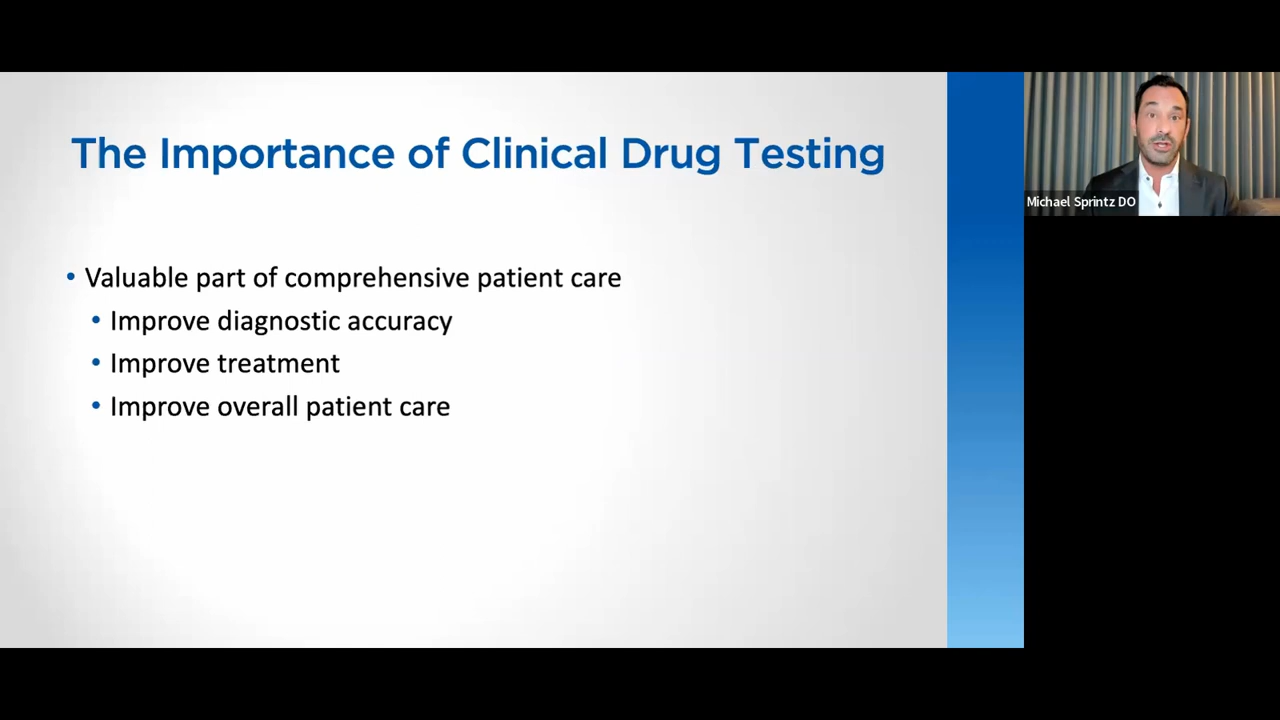 The Importance of Clinical Drug Testing
Michael Sprintz DO
• Valuable part of comprehensive patient care
• Improve diagnostic accuracy
• Improve treatment
• Improve overall patient care